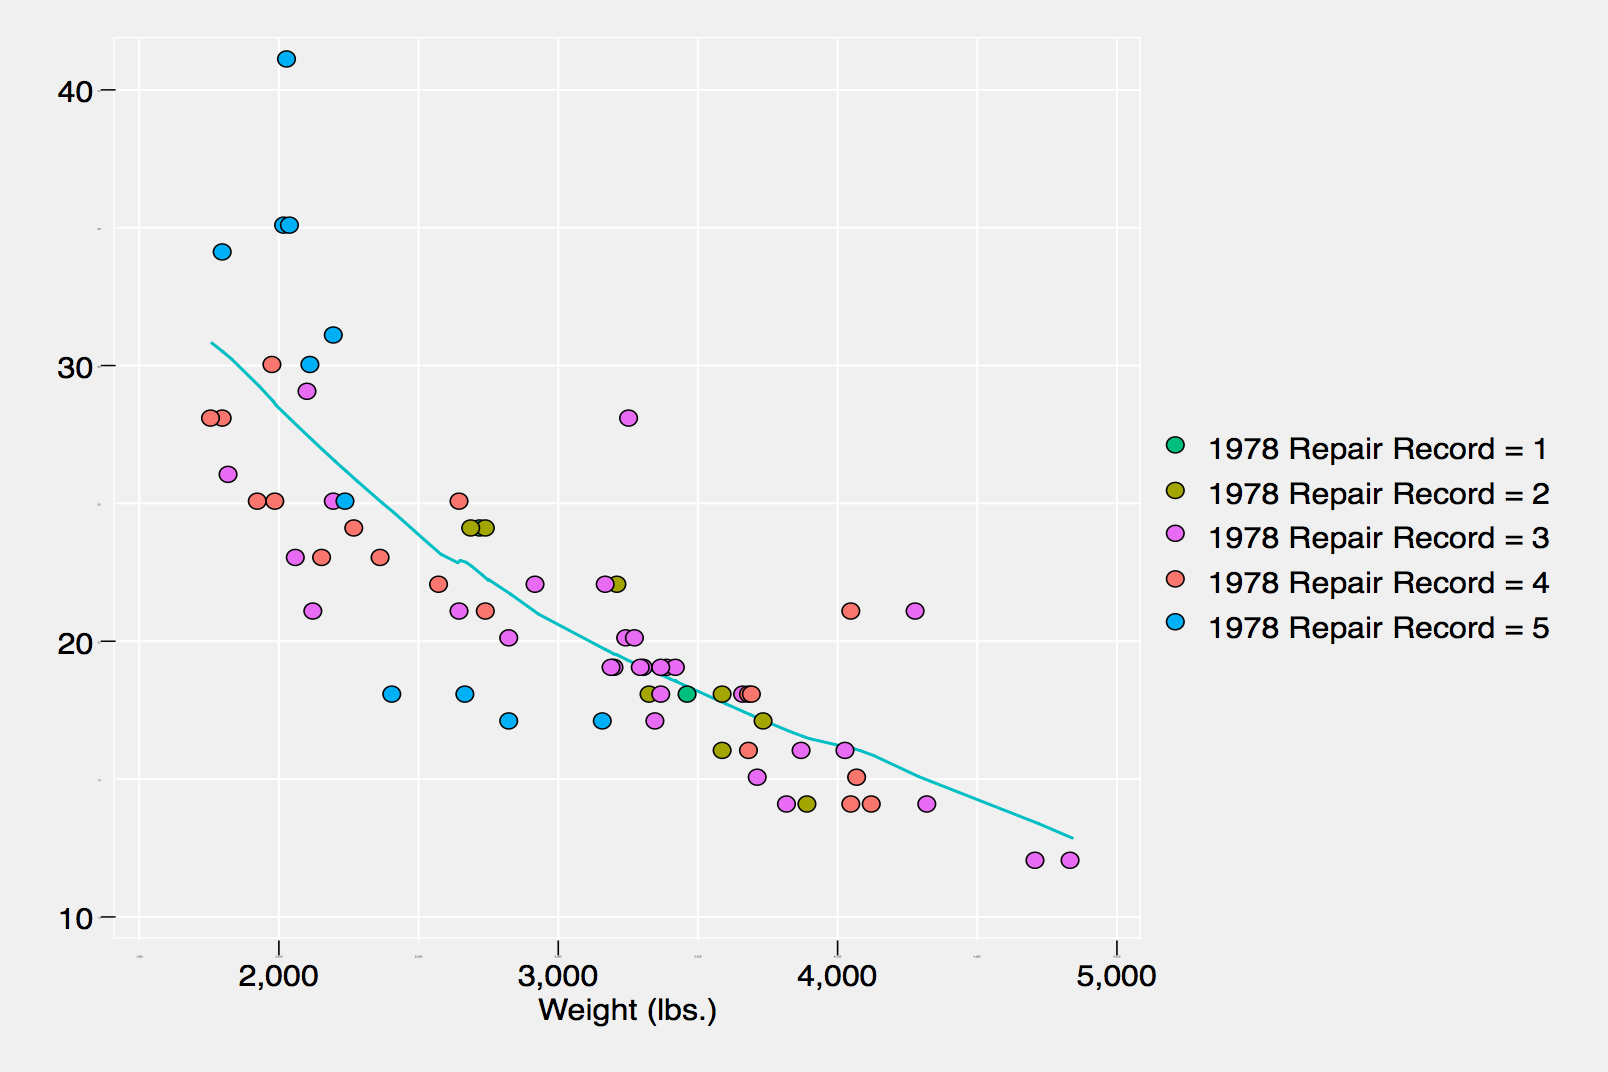 40
30
20
10
2,000 3,000 4,000 5,000
Weight (lbs.)
1978 Repair Record = 1
1978 Repair Record = 2
1978 Repair Record = 3
1978 Repair Record = 4
1978 Repair Record = 5